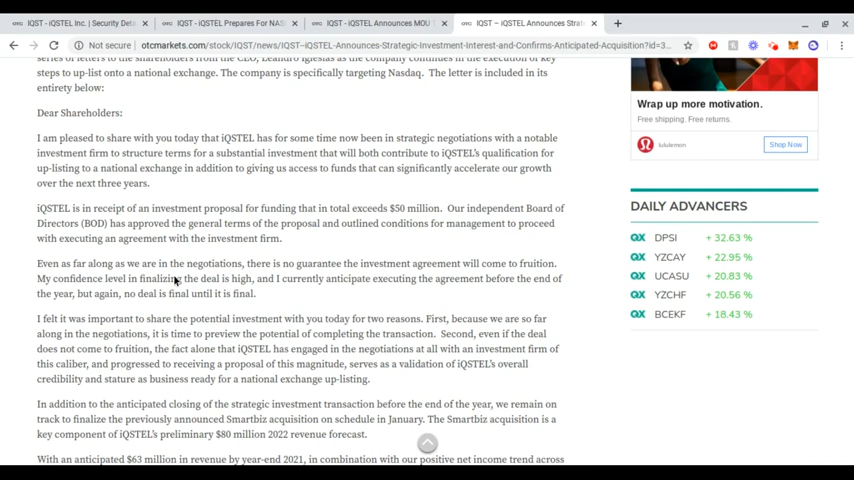 IQST - iQSTEL Inc. | Security Deta
IQST - iQSTEL Prepares For NAS
IQST - iQSTEL Announces MOU T
IQST – iQSTEL Announces Strat
Not secure | otcmarkets.com/stock/IQST/news/IQST--iQSTEL-Announces-Strategic-Investment-Interest-and-Confirms-Anticipated-Acquisition?id=3...
series of letters to the shareholders from the CEO, Leandro Iglesias as the company continues in the execution of key
steps to up-list onto a national exchange. The company is specifically targeting Nasdaq. The letter is included in its
entirety below:
Dear Shareholders:
I am pleased to share with you today that iQSTEL has for some time now been in strategic negotiations with a notable
investment firm to structure terms for a substantial investment that will both contribute to iQSTEL's qualification for
up-listing to a national exchange in addition to giving us access to funds that can significantly accelerate our growth
over the next three years.
iQSTEL is in receipt of an investment proposal for funding that in total exceeds $50 million. Our independent Board of
Directors (BOD) has approved the general terms of the proposal and outlined conditions for management to proceed
with executing an agreement with the investment firm.
Even as far along as we are in the negotiations, there is no guarantee the investment agreement will come to fruition.
My confidence level in finalizing the deal is high, and I currently anticipate executing the agreement before the end of
the year, but again, no deal is final until it is final.
I felt it was important to share the potential investment with you today for two reasons. First, because we are so far
along in the negotiations, it is time to preview the potential of completing the transaction. Second, even if the deal
does not come to fruition, the fact alone that iQSTEL has engaged in the negotiations at all with an investment firm of
this caliber, and progressed to receiving a proposal of this magnitude, serves as a validation of iQSTEL's overall
credibility and stature as business ready for a national exchange up-listing.
In addition to the anticipated closing of the strategic investment transaction before the end of the year, we remain on
track to finalize the previously announced Smartbiz acquisition on schedule in January. The Smartbiz acquisition is a
key component of iQSTEL's preliminary $80 million 2022 revenue forecast.
With an anticipated $63 million in revenue by year-end 2021, in combination with our positive net income trend across
Wrap up more motivation.
Free shipping. Free returns.
lululemon
Shop Now
DAILY ADVANCERS
QX DPSI + 32.63 %
QX YZCAY + 22.95 %
QX UCASU + 20.83 %
QX YZCHF + 20.56 %
QX BCEKF + 18.43 %